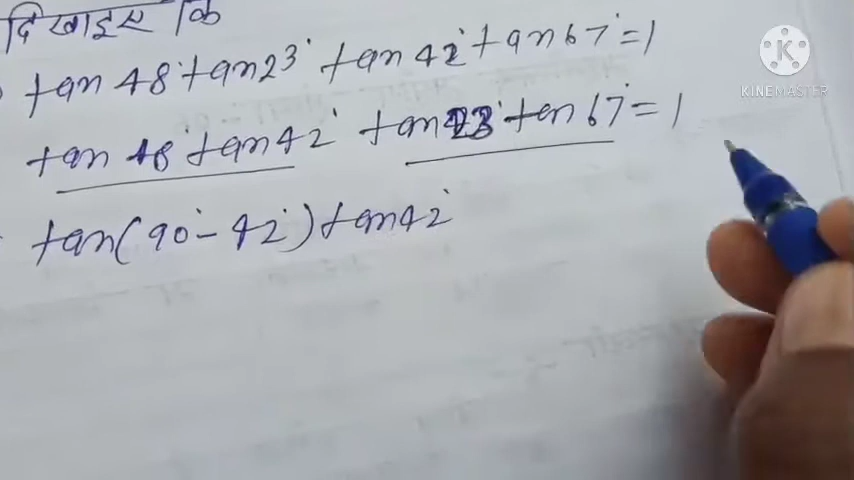 दिखाइए कि
tan 48° tan 23° tan 42° tan 67° = 1
tan 48° tan 42° tan 23° tan 67° = 1
tan (90° - 42°) tan 42°
KINEMASTER